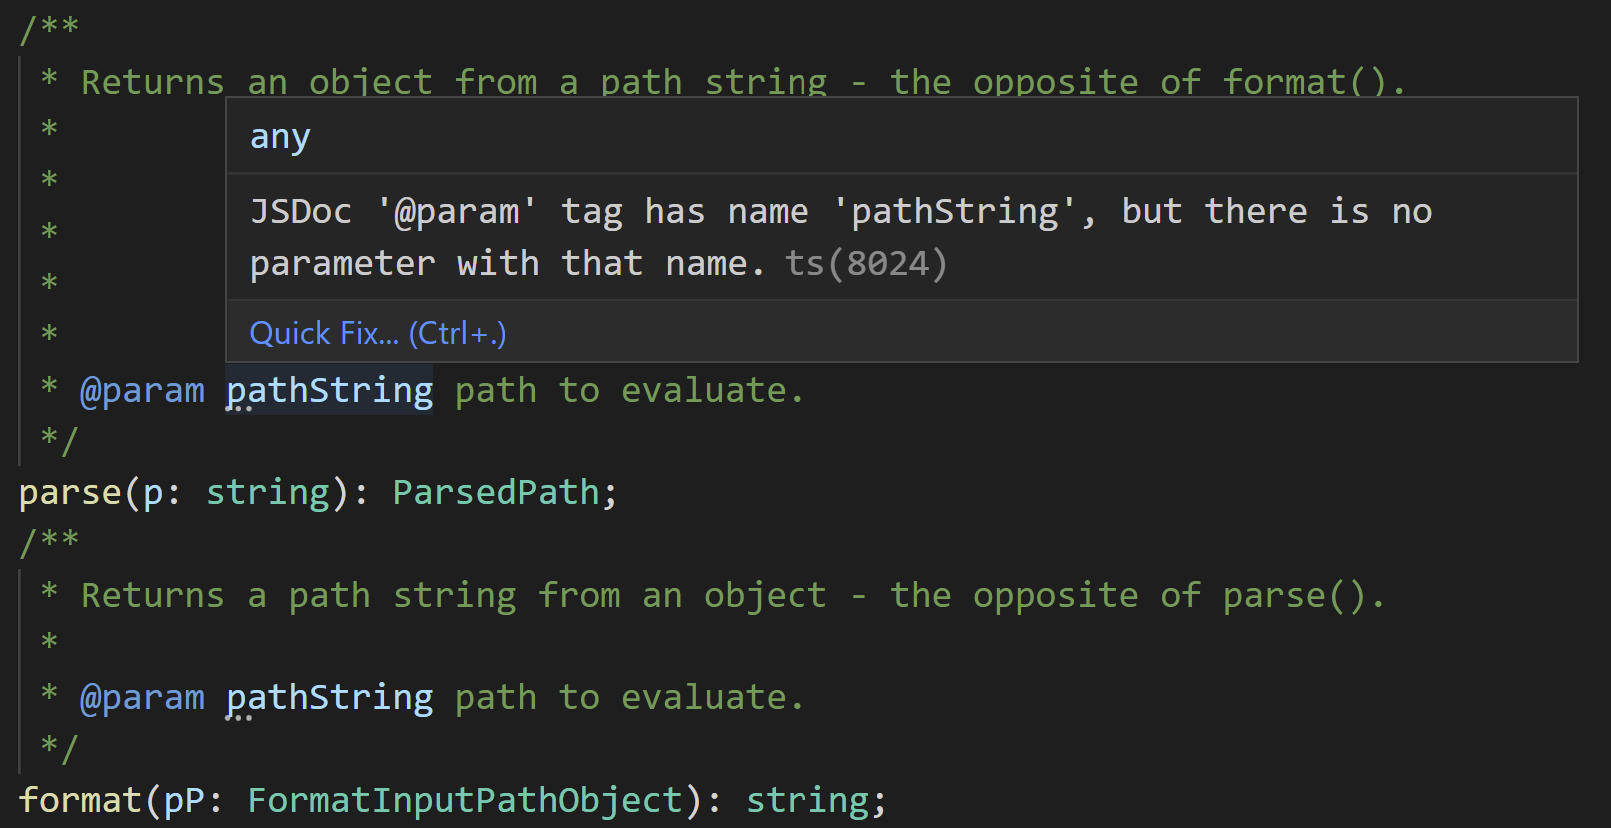 /**
* Returns an object from a path string - the opposite of format().
*
any
*
JSDoc '@param' tag has name 'pathString', but there is no
*
parameter with that name. ts(8024)
*
*
Quick Fix... (Ctrl+.)
* @param pathString path to evaluate.
*/
parse(p: string): ParsedPath;
/**
* Returns a path string from an object - the opposite of parse().
*
* @param pathString path to evaluate.
*/
format(pP: FormatInputPathObject): string;